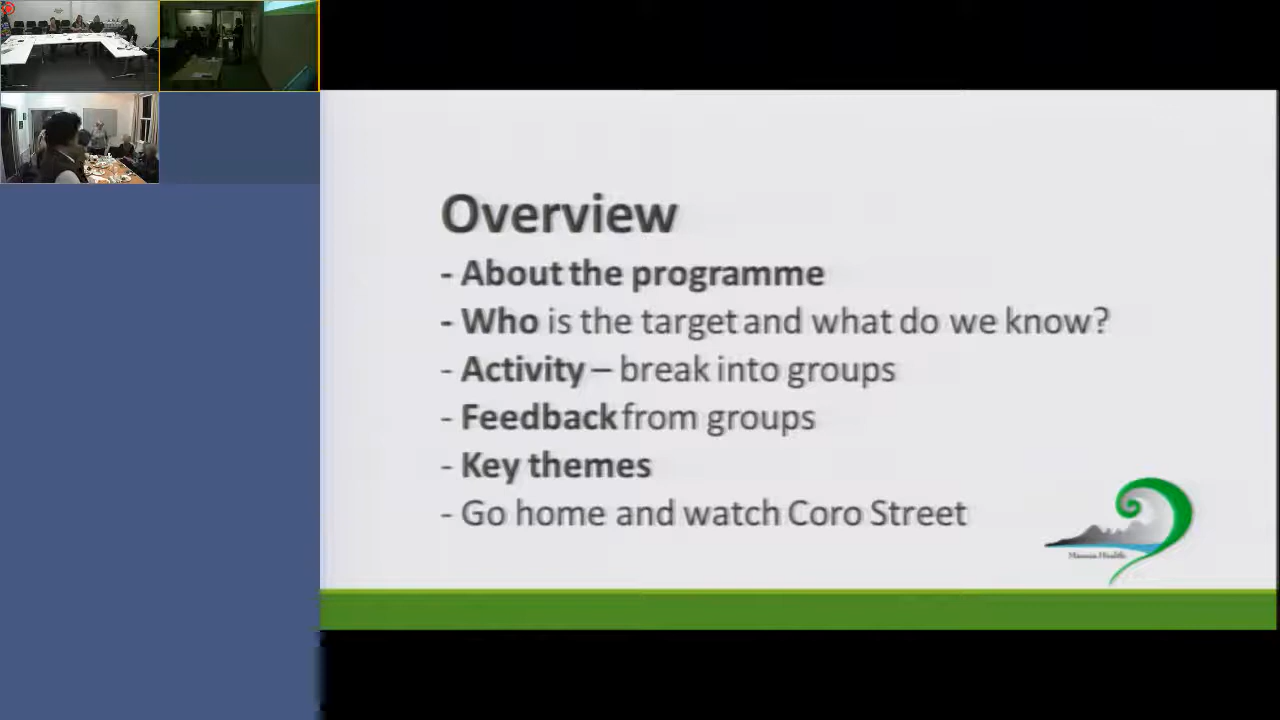 Overview
- About the programme
- Who is the target and what do we know?
- Activity – break into groups
- Feedback from groups
- Key themes
- Go home and watch Coro Street
Health